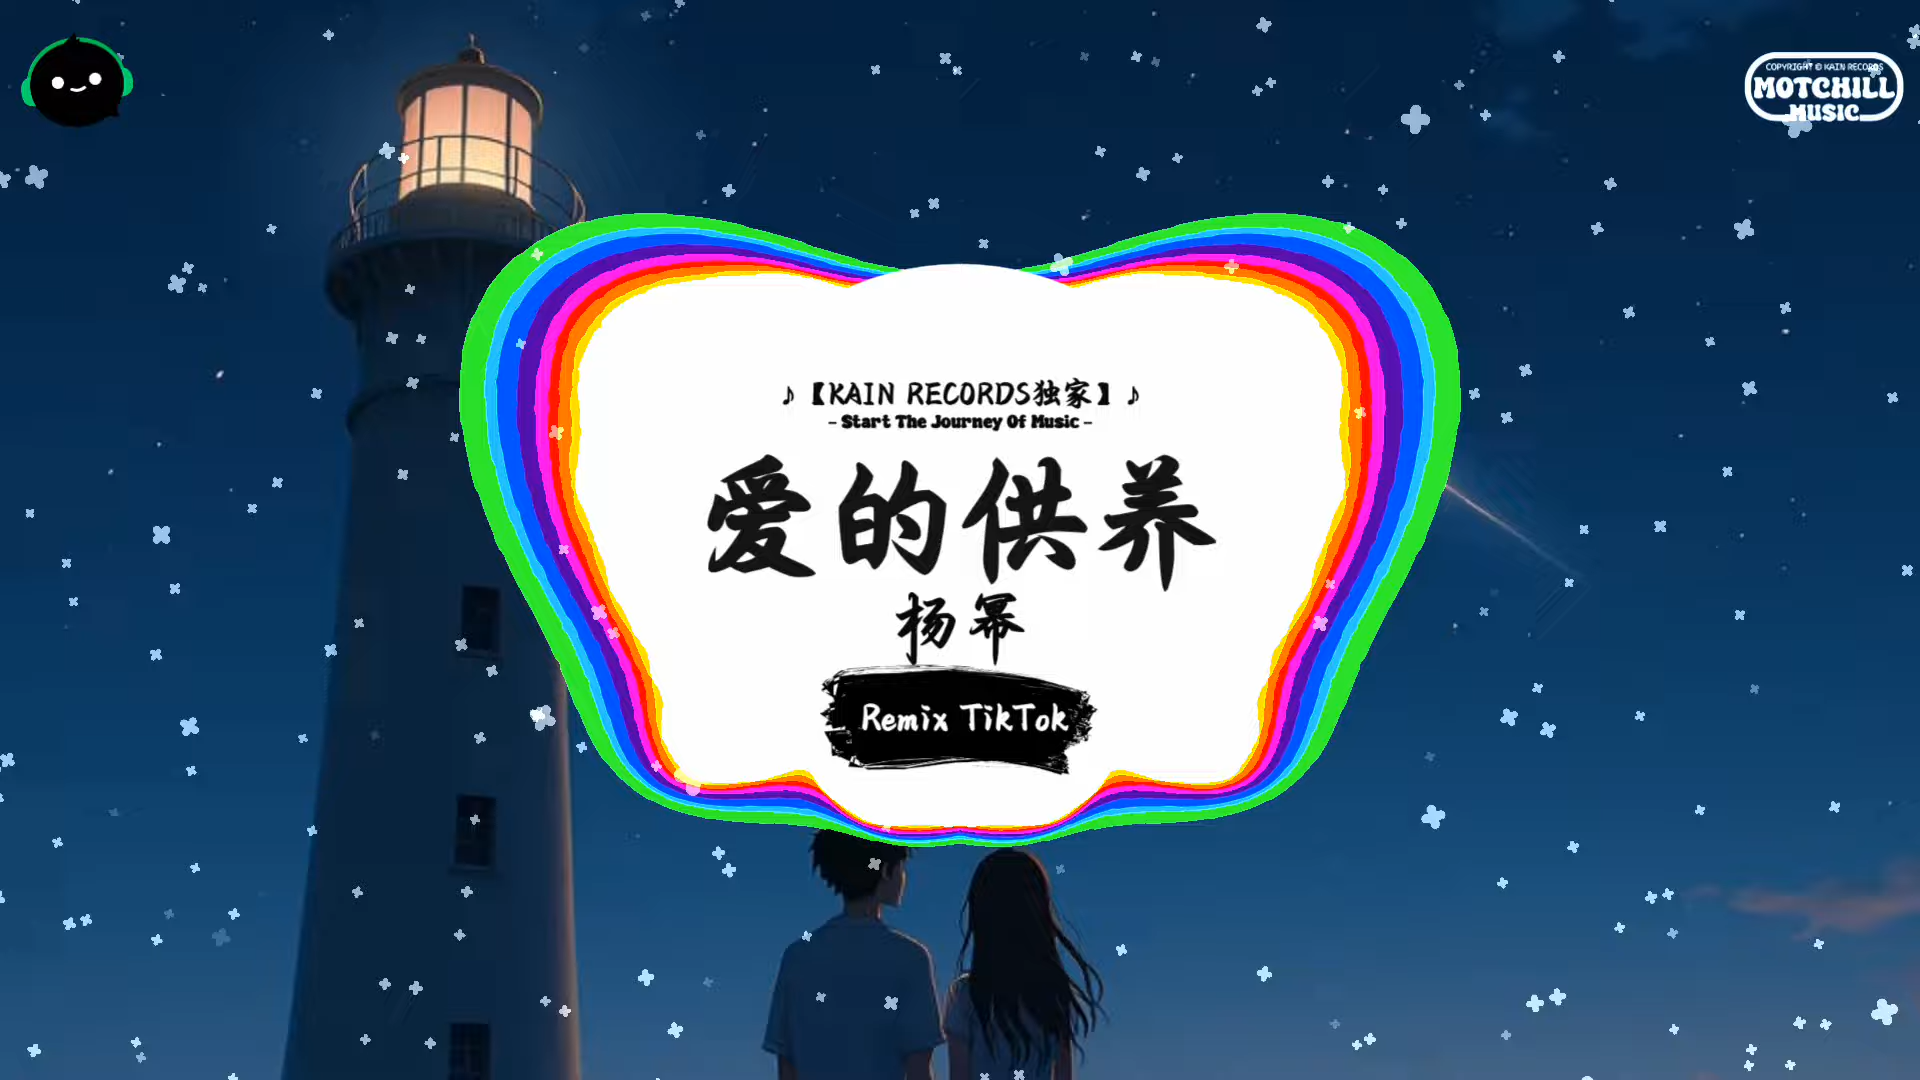 COPYRIGHT © KAIN RECORDS
MOTCHILL
MUSIC
♪【KAIN RECORDS独家】♪
- Start The Journey Of Music -
爱的供养
杨幂
Remix TikTok